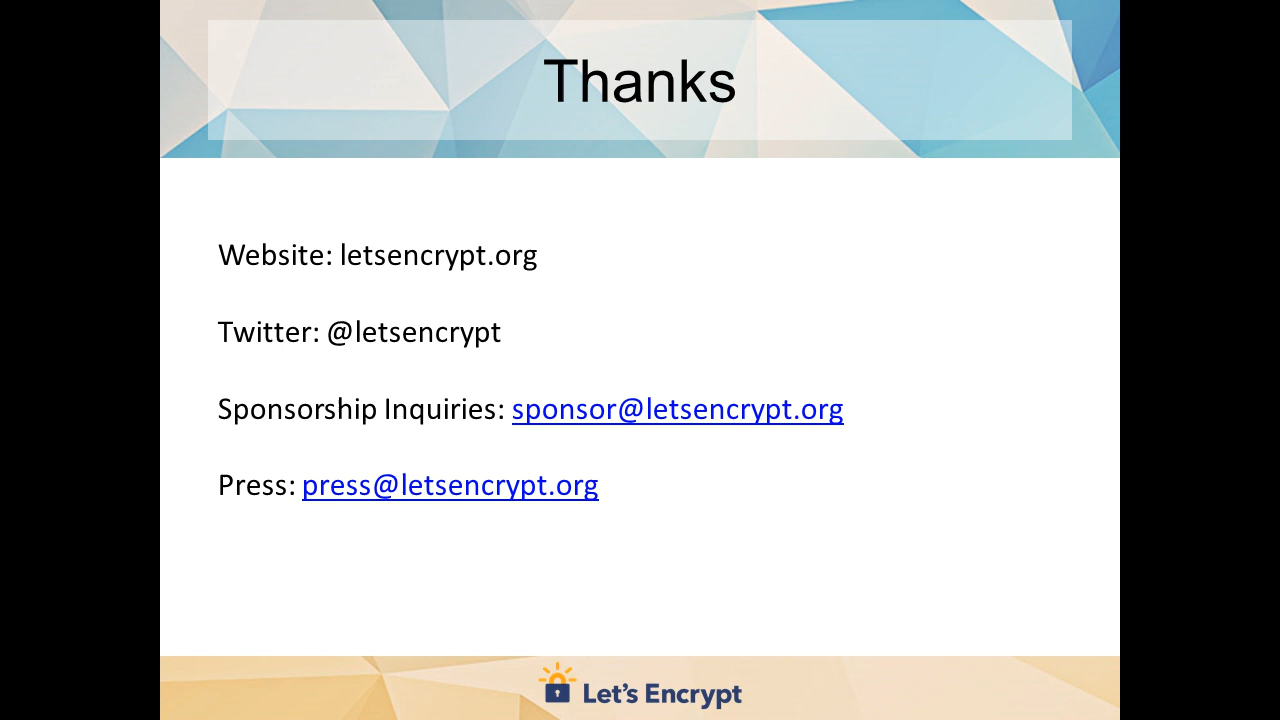 Thanks
Website: letsencrypt.org
Twitter: @letsencrypt
Sponsorship Inquiries: sponsor@letsencrypt.org
Press: press@letsencrypt.org
Let's Encrypt